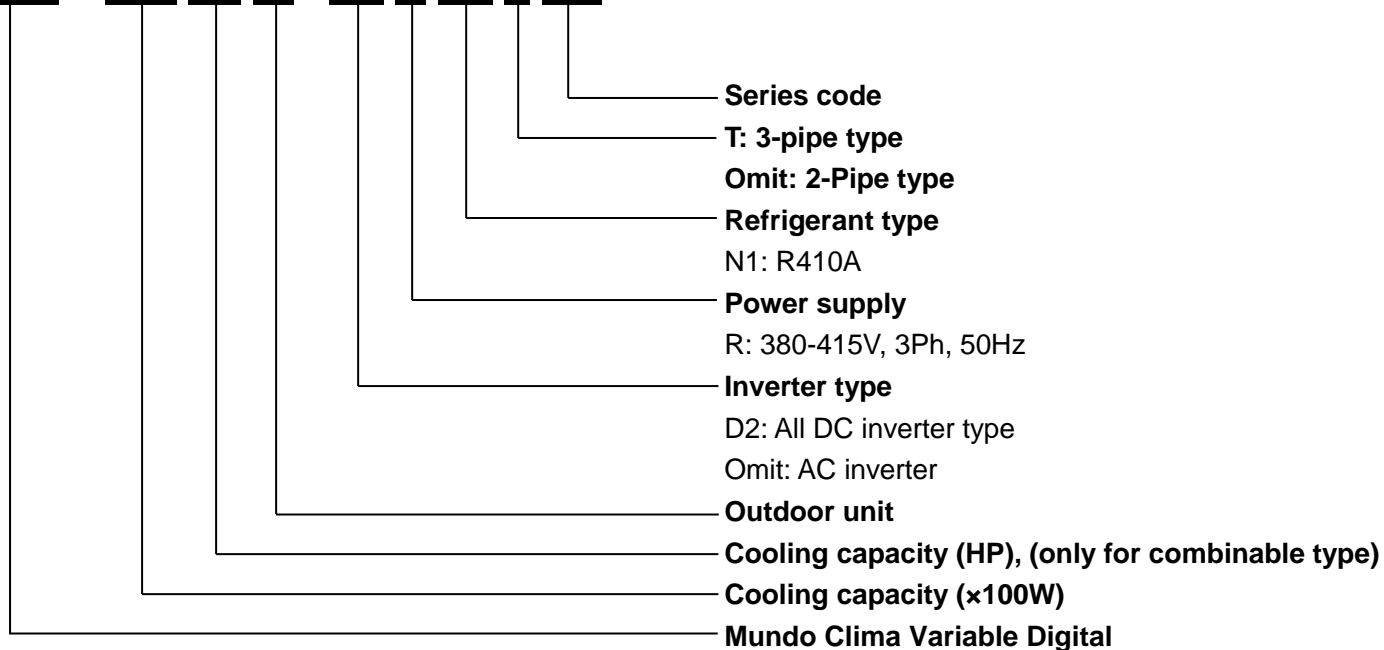 Series code
T: 3-pipe type
Omit: 2-Pipe type
Refrigerant type
N1: R410A
Power supply
R: 380-415V, 3Ph, 50Hz
Inverter type
D2: All DC inverter type
Omit: AC inverter
Outdoor unit
Cooling capacity (HP), (only for combinable type)
Cooling capacity (×100W)
Mundo Clima Variable Digital